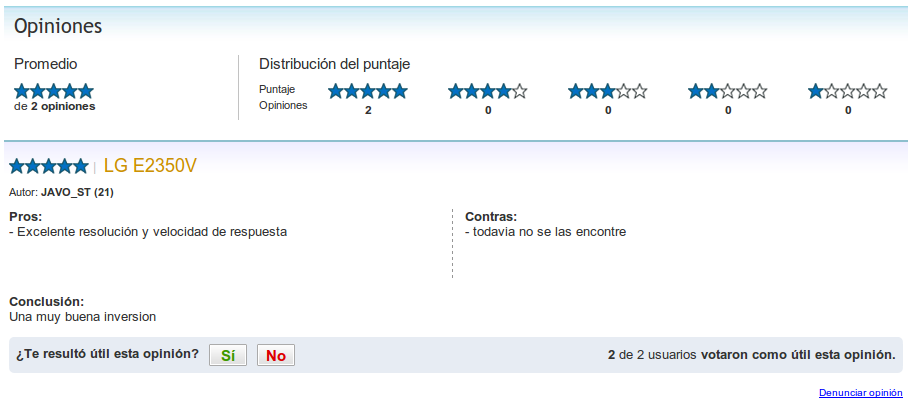 Opiniones
Promedio
Distribución del puntaje
de 2 opiniones
Puntaje
Opiniones 2 0 0 0 0
LG E2350V
Autor: JAVO_ST (21)
Pros:
- Excelente resolución y velocidad de respuesta
Contras:
- todavia no se las encontre
Conclusión:
Una muy buena inversion
¿Te resultó útil esta opinión? Sí No 2 de 2 usuarios votaron como útil esta opinión.
Denunciar opinión